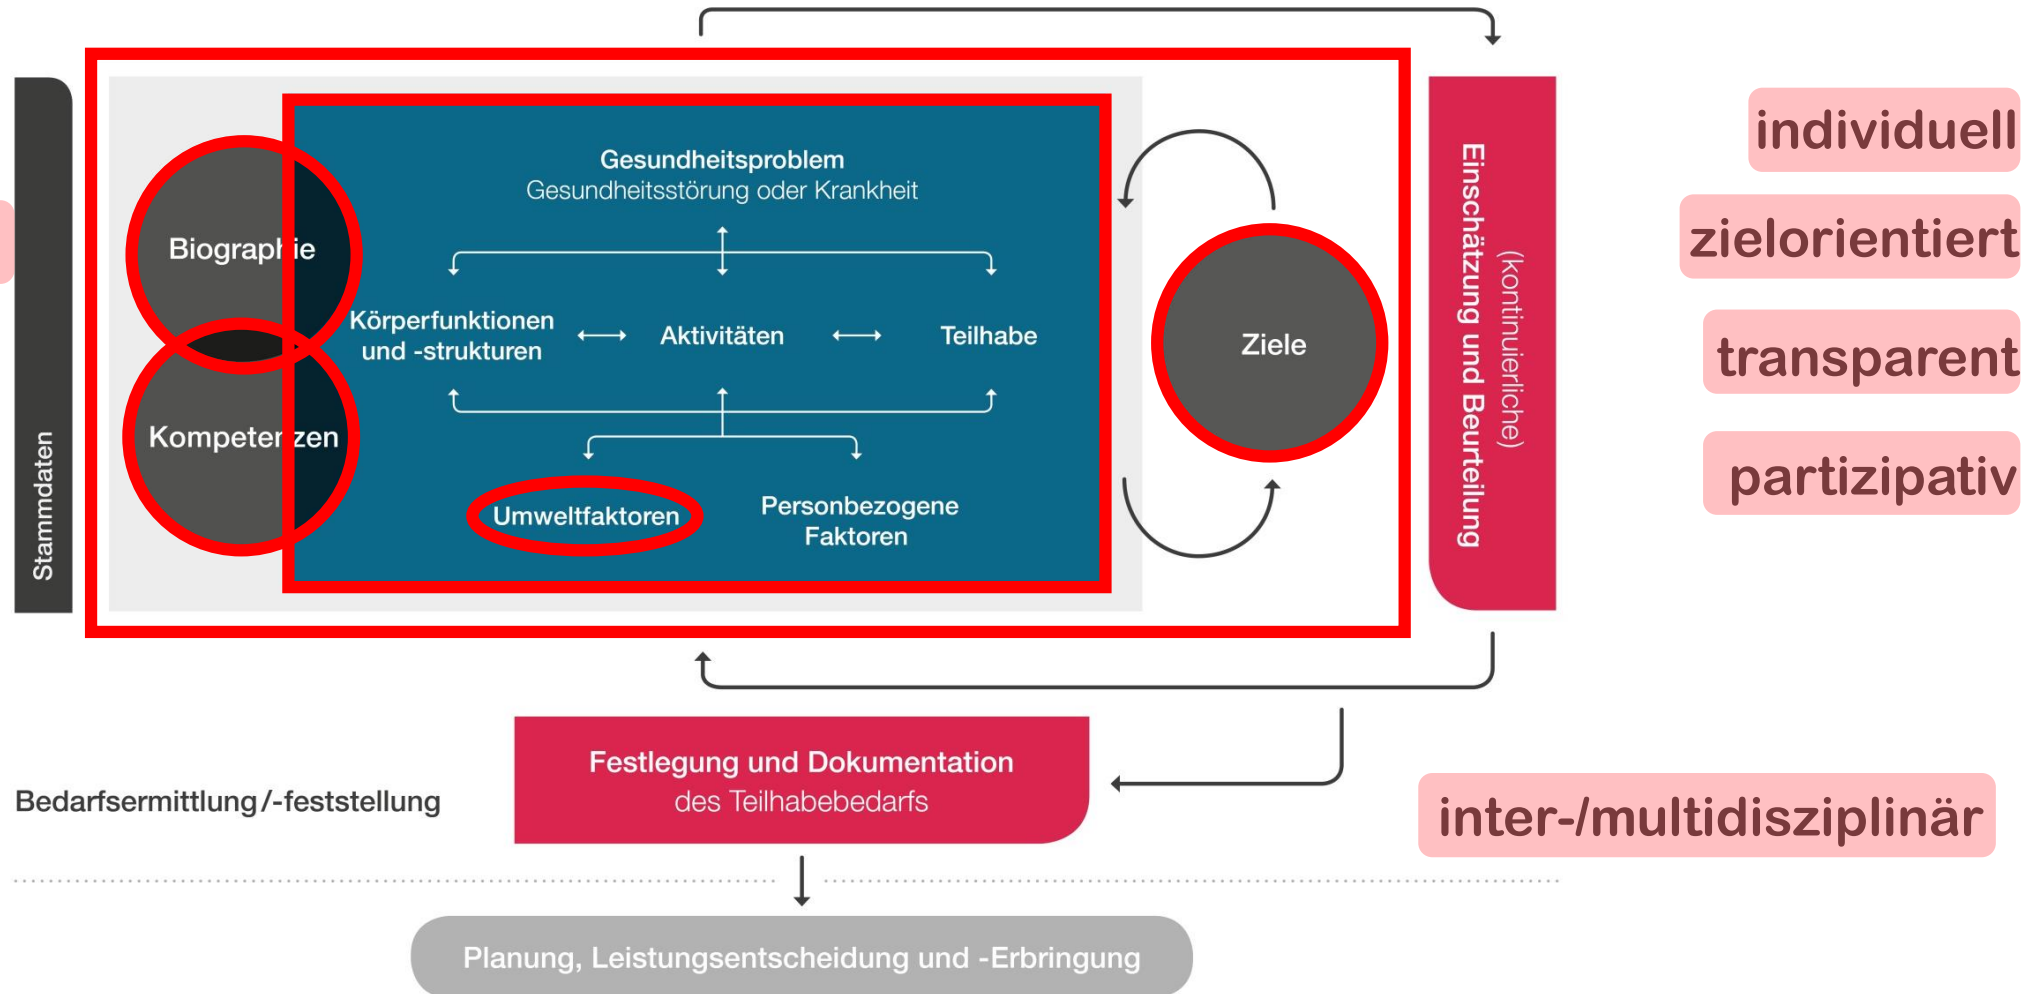 Stammdaten
Biographie
Kompetenzen
Gesundheitsproblem
Gesundheitsstörung oder Krankheit
Körperfunktionen
und -strukturen
Aktivitäten
Teilhabe
Umweltfaktoren
Personbezogene
Faktoren
Ziele
(kontinuierliche)
Einschätzung und Beurteilung
individuell
zielorientiert
transparent
partizipativ
Festlegung und Dokumentation
des Teilhabebedarfs
Bedarfsermittlung/-feststellung
inter-/multidisziplinär
Planung, Leistungsentscheidung und -Erbringung